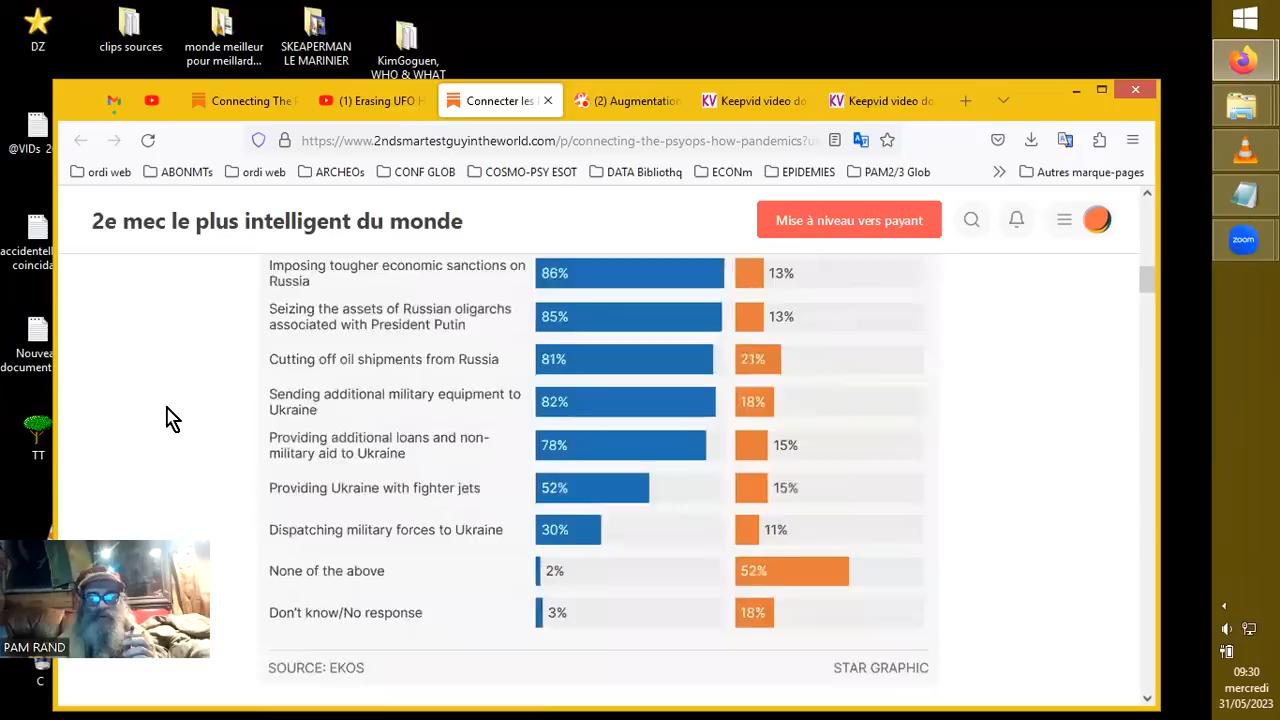 DZ
clips sources
monde meilleur
pour meillard...
SKEAPERMAN
LE MARINIER
KimGoguen,
WHO & WHAT
Connecting The
(1) Erasing UFO H
Connecter les
(2) Augmentation
KV Keepvid video do
KV Keepvid video do
@VIDs
https://www.2ndsmartestguyintheworld.com/p/connecting-the-psyops-how-pandemics?u
ordi web
ABONMTs
ordi web
ARCHEOs
CONF GLOB
COSMO-PSY ESOT
DATA Bibliothq
ECONm
EPIDEMIES
PAM2/3 Glob
Autres marque-pages
2e mec le plus intelligent du monde
Mise à niveau vers payant
accidentelle
coincida
Imposing tougher economic sanctions on
Russia
86%
13%
Seizing the assets of Russian oligarchs
associated with President Putin
85%
13%
Cutting off oil shipments from Russia
81%
21%
Sending additional military equipment to
Ukraine
82%
18%
Providing additional loans and non-
military aid to Ukraine
78%
15%
Providing Ukraine with fighter jets
52%
15%
Dispatching military forces to Ukraine
30%
11%
None of the above
2%
52%
Don't know/No response
3%
18%
SOURCE: EKOS
STAR GRAPHIC
Nouvea
document
TT
PAM RAND
C
zoom
09:30
mercredi
31/05/2023